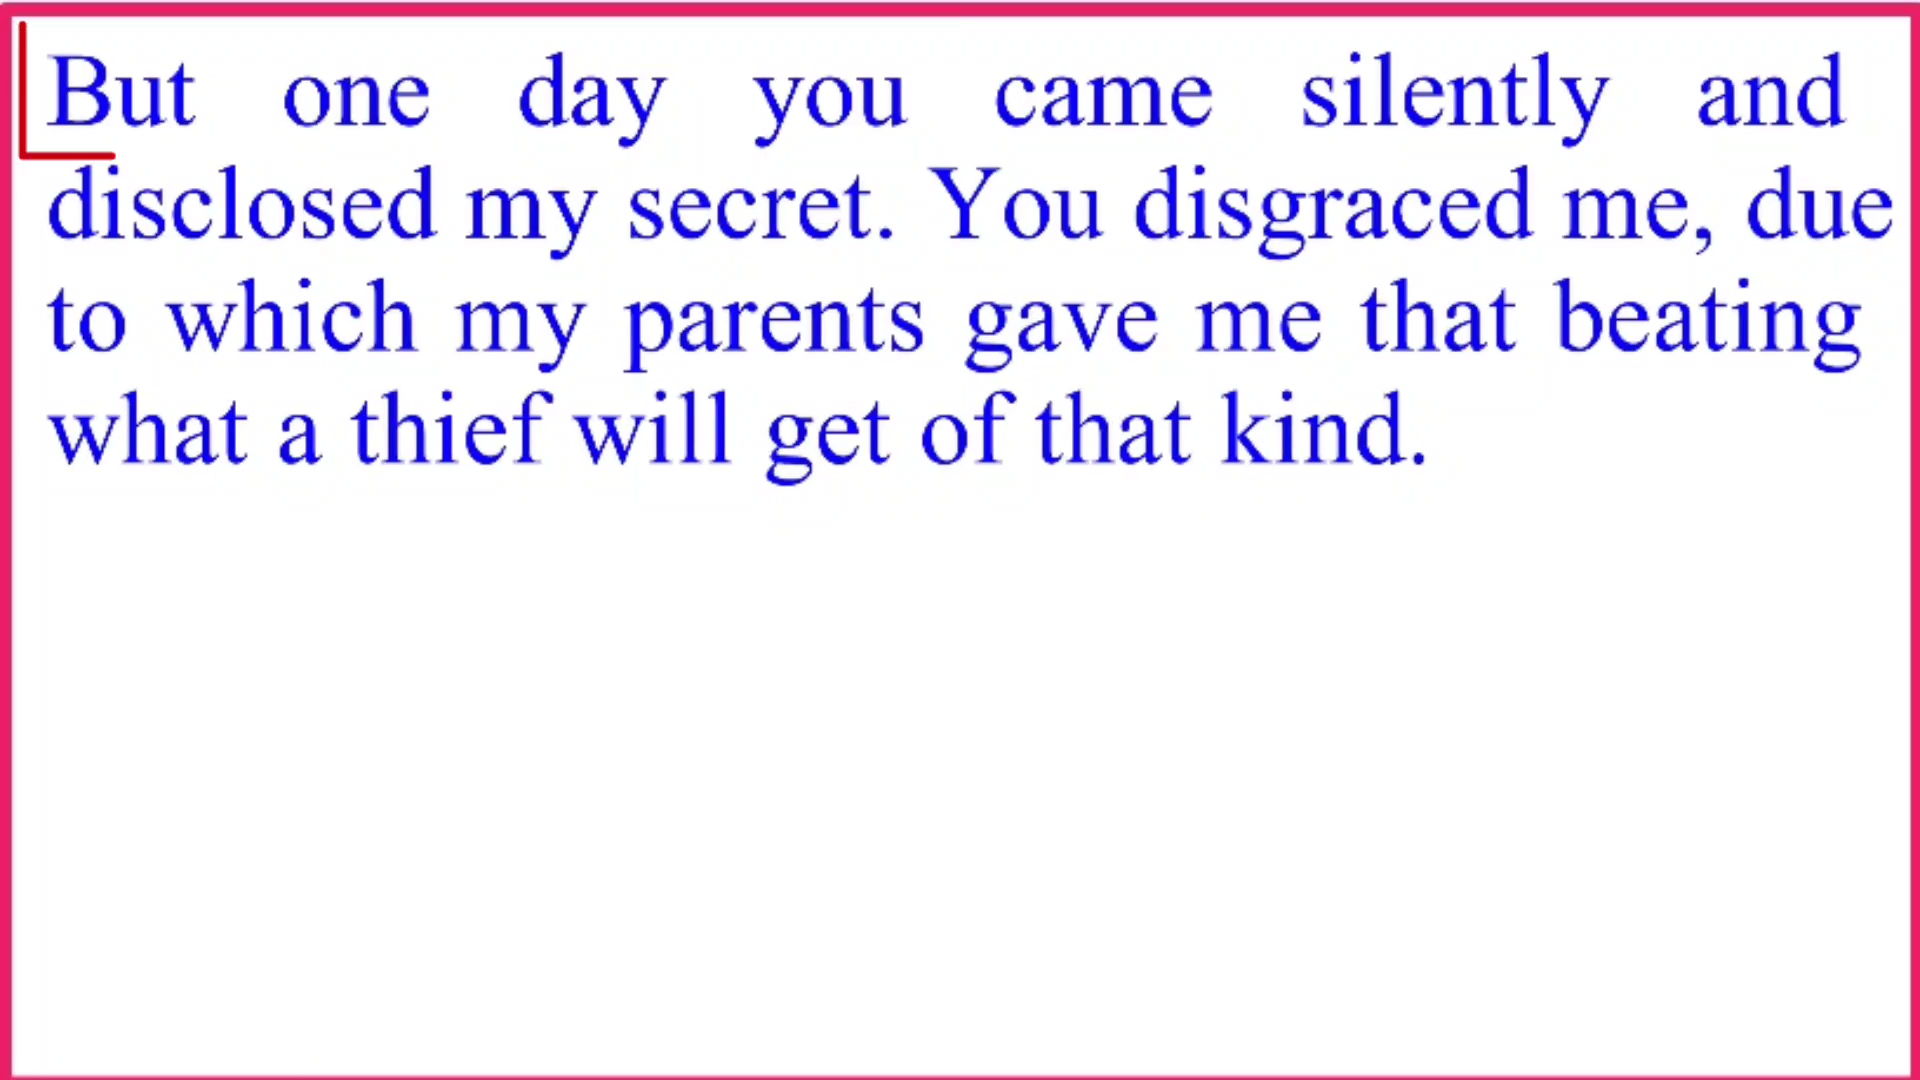 But one day you came silently and
disclosed my secret. You disgraced me, due
to which my parents gave me that beating
what a thief will get of that kind.